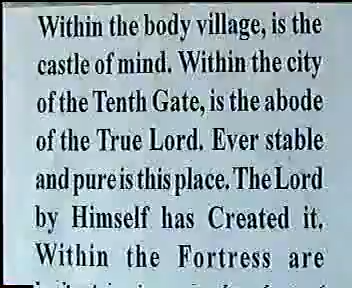 Within the body village, is the
castle of mind. Within the city
of the Tenth Gate, is the abode
of the True Lord. Ever stable
and pure is this place. The Lord
by Himself has Created it.
Within the Fortress are